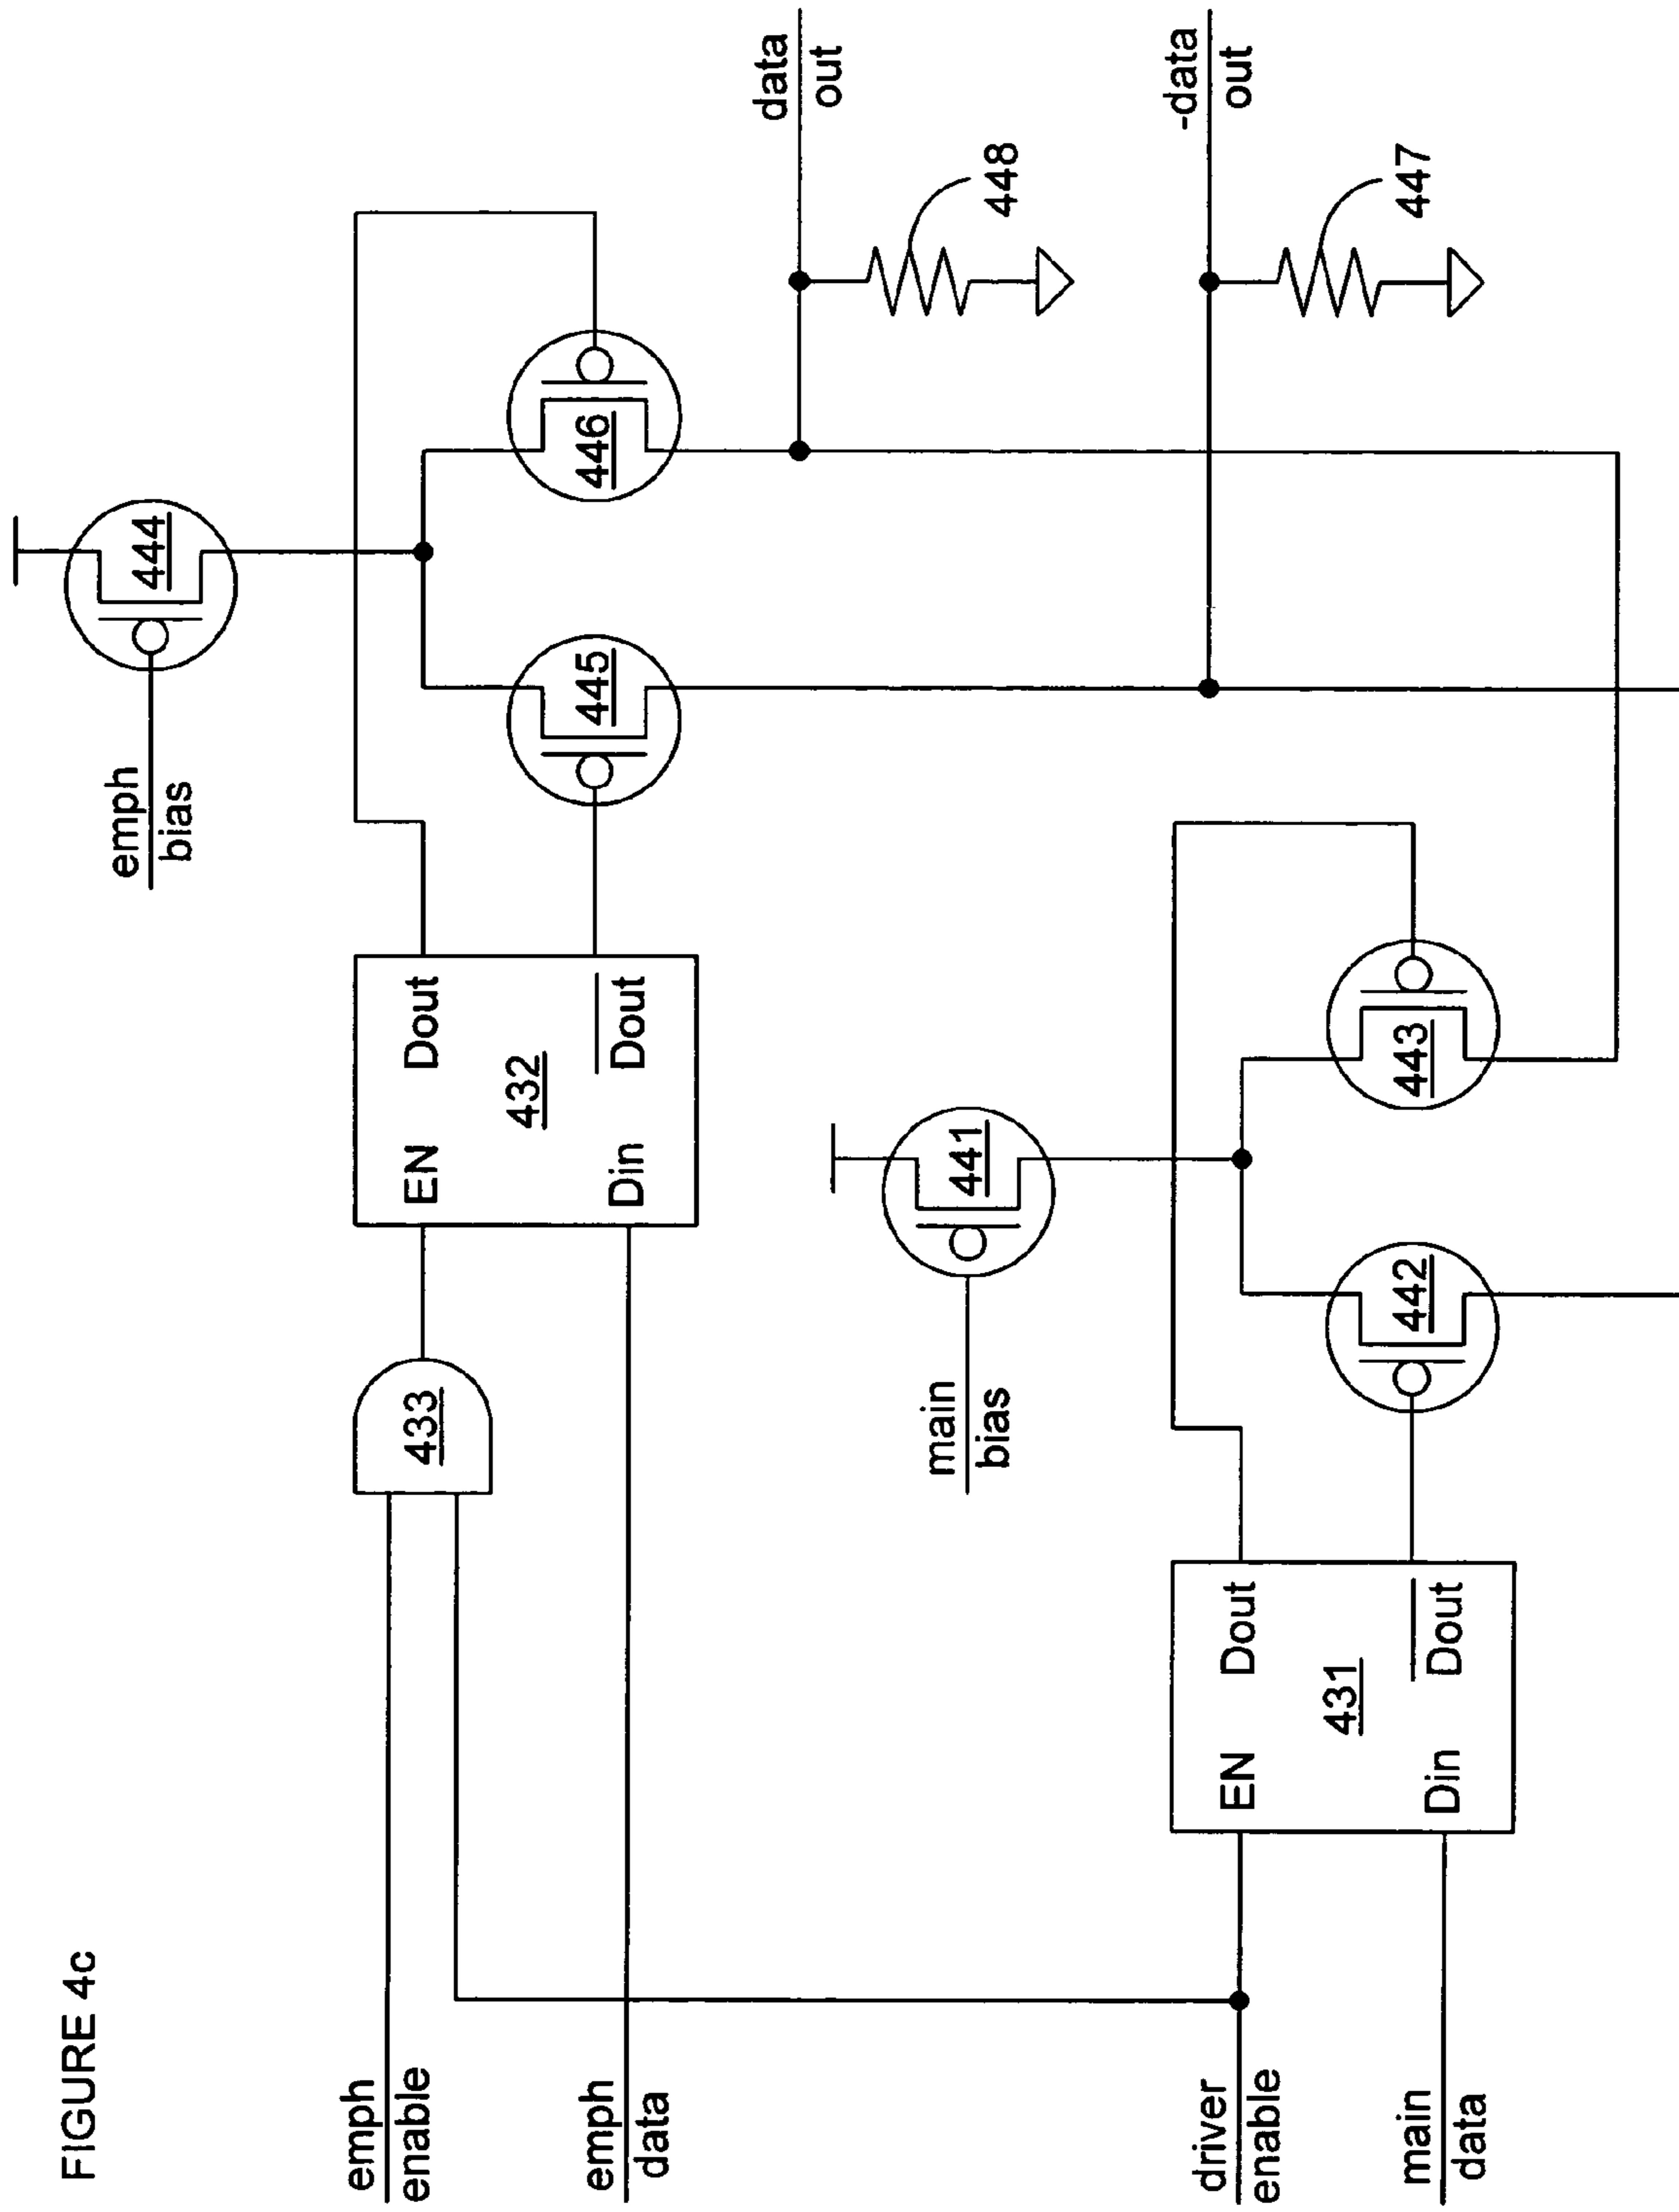 FIGURE 4c
emph
enable
emph
data
driver
enable
main
data
433
EN
Dout
432
Din
Dout
emph
bias
444
445
446
data
out
448
-data
out
447
main
bias
441
EN
Dout
431
Din
Dout
442
443